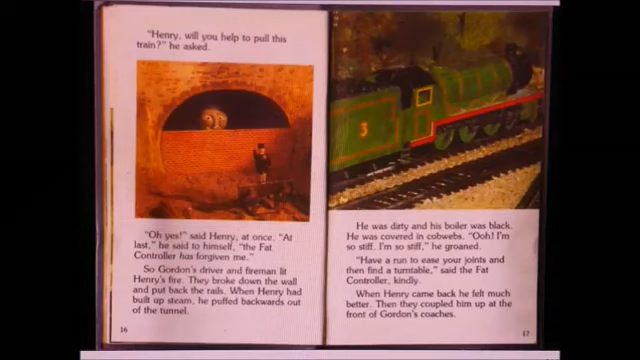 "Henry, will you help to pull this
train?" he asked.
"Oh yes!" said Henry, at once. "At
last," he said to himself, "the Fat
Controller has forgiven me."
So Gordon's driver and fireman lit
Henry's fire. They broke down the wall
and put back the rails. When Henry had
built up steam, he puffed backwards out
of the tunnel.
16
3
He was dirty and his boiler was black.
He was covered in cobwebs. "Ooh! I'm
so stiff. I'm so stiff," he groaned.
"Have a run to ease your joints and
then find a turntable," said the Fat
Controller, kindly.
When Henry came back he felt much
better. Then they coupled him up at the
front of Gordon's coaches.
17